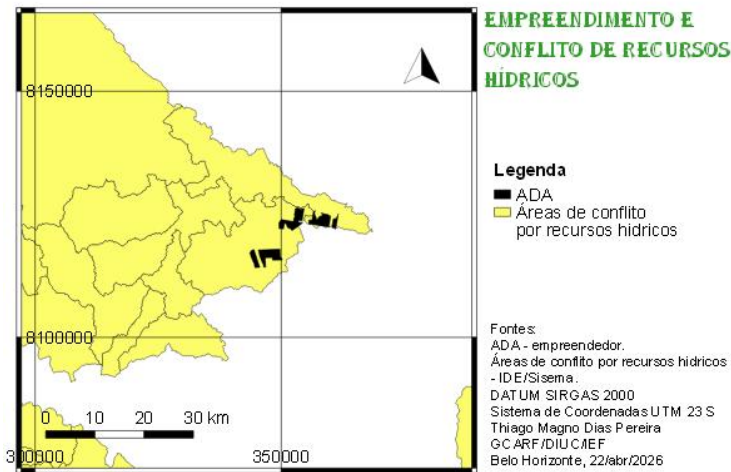 EMPREENDIMENTO E
CONFLITO DE RECURSOS
HÍDRICOS
8150000
Legenda
ADA
Áreas de conflito
por recursos hidricos
8100000
Fontes:
ADA - empreendedor.
Áreas de conflito por recursos hidricos
- IDE/Sisema.
DATUM SIRGAS 2000
Sistema de Coordenadas UTM 23 S
Thiago Magno Dias Pereira
GCARF/DIUC/IEF
Belo Horizonte, 22/abr/2026
0 10 20 30 km
300000 350000